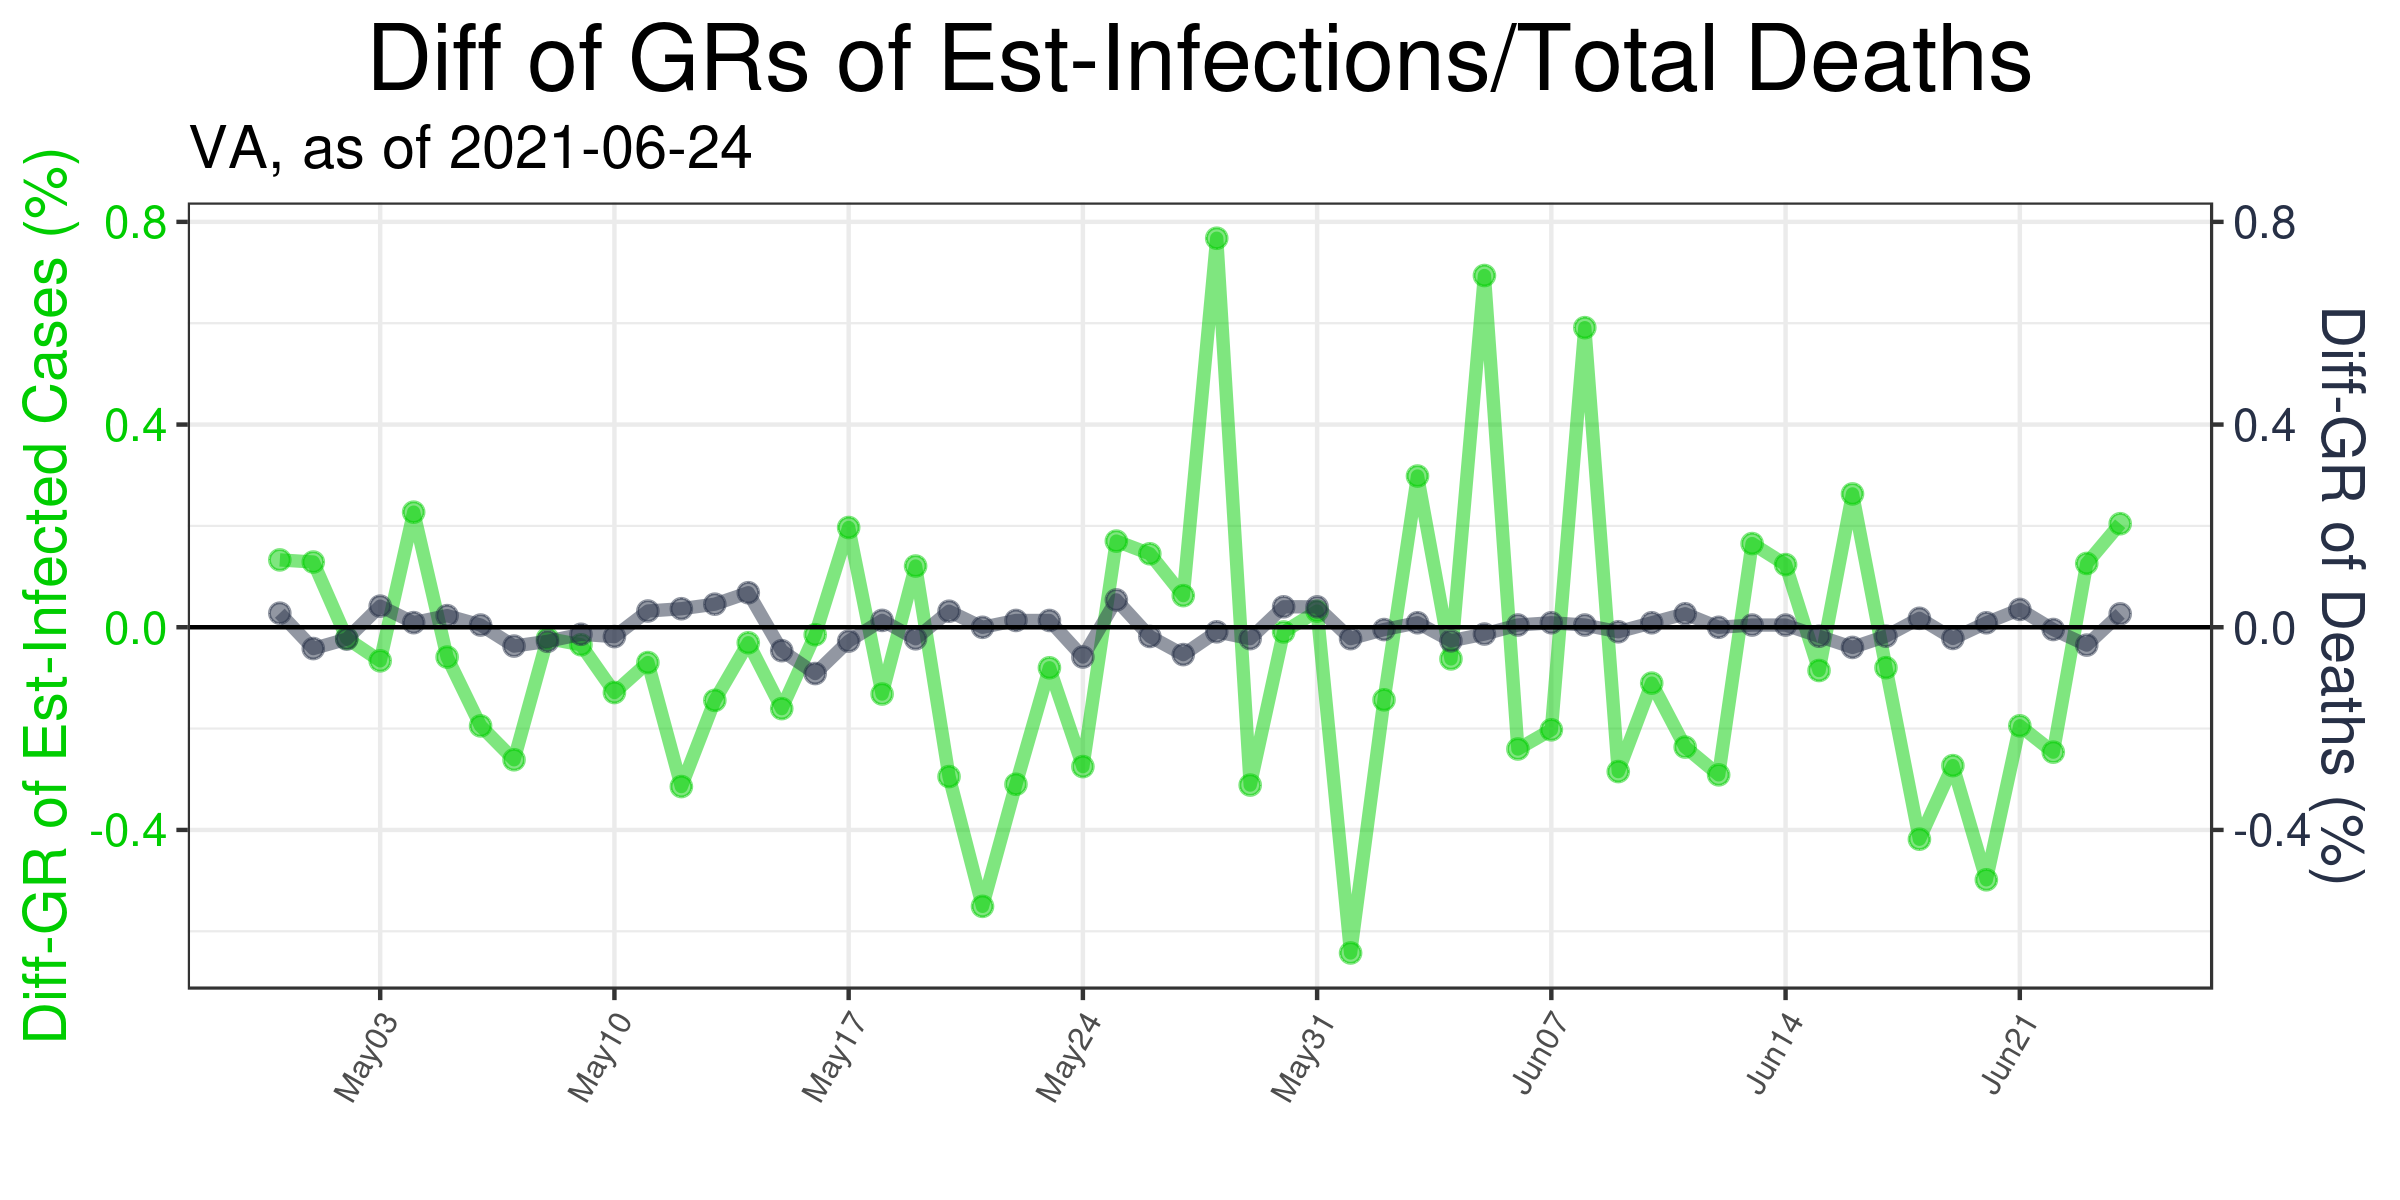 Diff of GRs of Est-Infections/Total Deaths
VA, as of 2021-06-24
Diff-GR of Est-Infected Cases (%)
0.8
0.4
0.0
-0.4
0.8
0.4
0.0
-0.4
Diff-GR of Deaths (%)
May03
May10
May17
May24
May31
Jun07
Jun14
Jun21